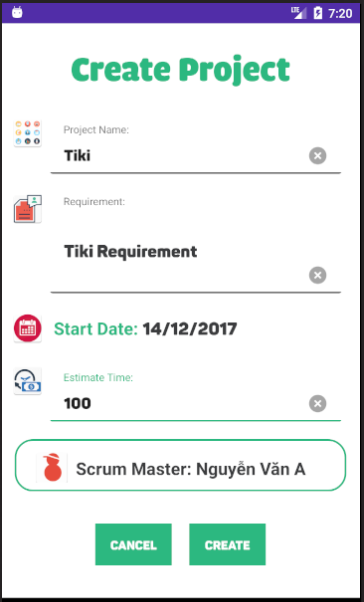 LTE 7:20
Create Project
Project Name:
Tiki
Requirement:
Tiki Requirement
Start Date: 14/12/2017
Estimate Time:
100
Scrum Master: Nguyễn Văn A
CANCEL CREATE